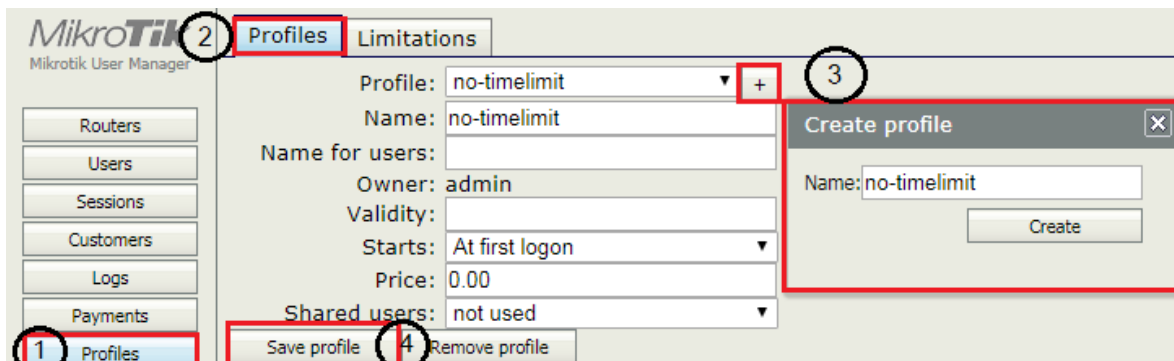 MikroTik
Mikrotik User Manager
2
Profiles
Limitations
Profile: no-timelimit
+
3
Name: no-timelimit
Name for users:
Owner: admin
Validity:
Starts: At first logon
Price: 0.00
Shared users: not used
Save profile
4
Remove profile
Routers
Users
Sessions
Customers
Logs
Payments
1
Profiles
Create profile
Name: no-timelimit
Create